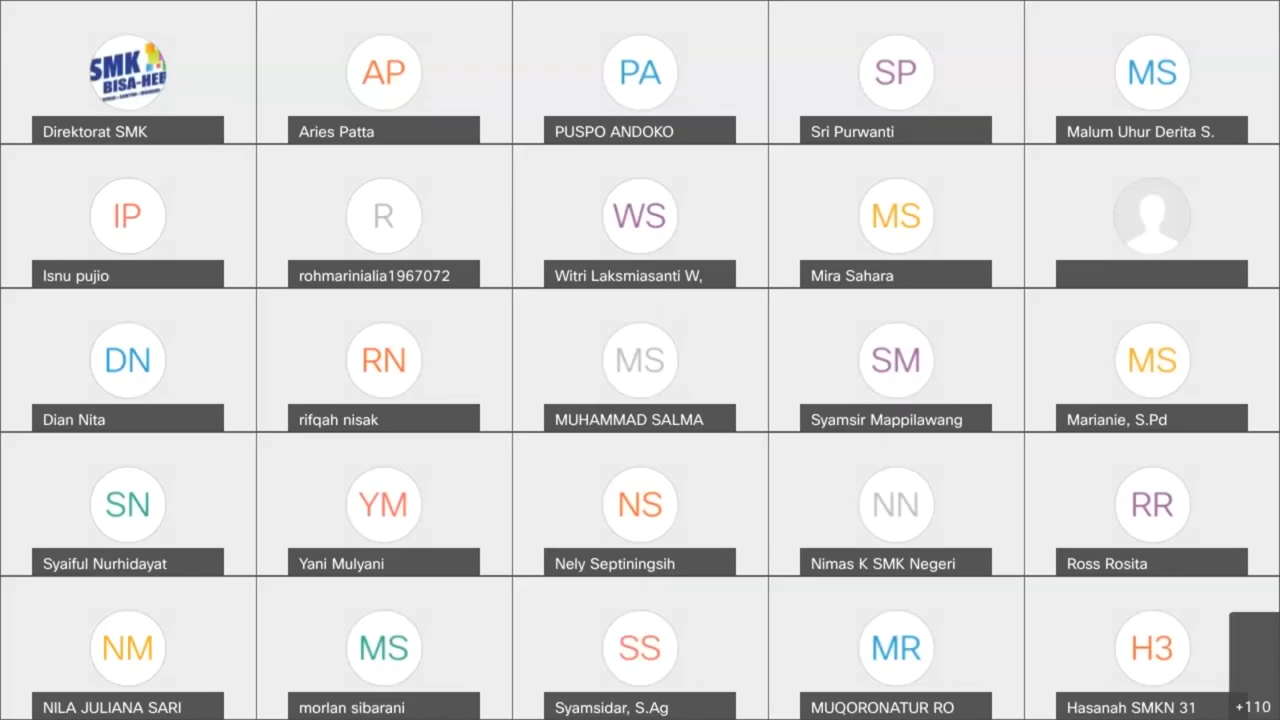 SMK
BISA-HEB
Direktorat SMK
AP
Aries Patta
PA
PUSPO ANDOKO
SP
Sri Purwanti
MS
Malum Uhur Derita S.
IP
Isnu pujio
R
rohmarinialia1967072
WS
Witri Laksmiasanti W,
MS
Mira Sahara
DN
Dian Nita
RN
rifqah nisak
MS
MUHAMMAD SALMA
SM
Syamsir Mappilawang
MS
Marianie, S.Pd
SN
Syaiful Nurhidayat
YM
Yani Mulyani
NS
Nely Septiningsih
NN
Nimas K SMK Negeri
RR
Ross Rosita
NM
NILA JULIANA SARI
MS
morlan sibarani
SS
Syamsidar, S.Ag
MR
MUQORONATUR RO
H3
Hasanah SMKN 31
+110